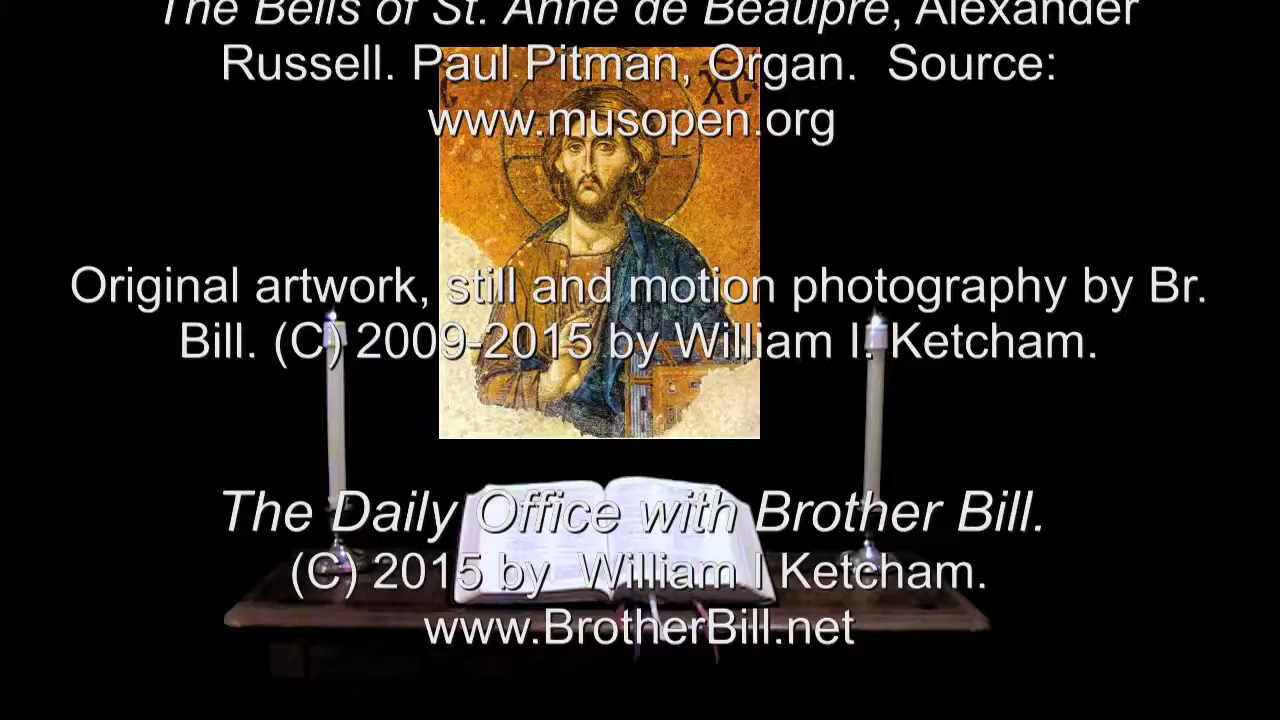 The Bells of St. Anne de Beaupre, Alexander
Russell. Paul Pitman, Organ. Source:
www.musopen.org
Original artwork, still and motion photography by Br.
Bill. (C) 2009-2015 by William I. Ketcham.
The Daily Office with Brother Bill.
(C) 2015 by William I Ketcham.
www.BrotherBill.net